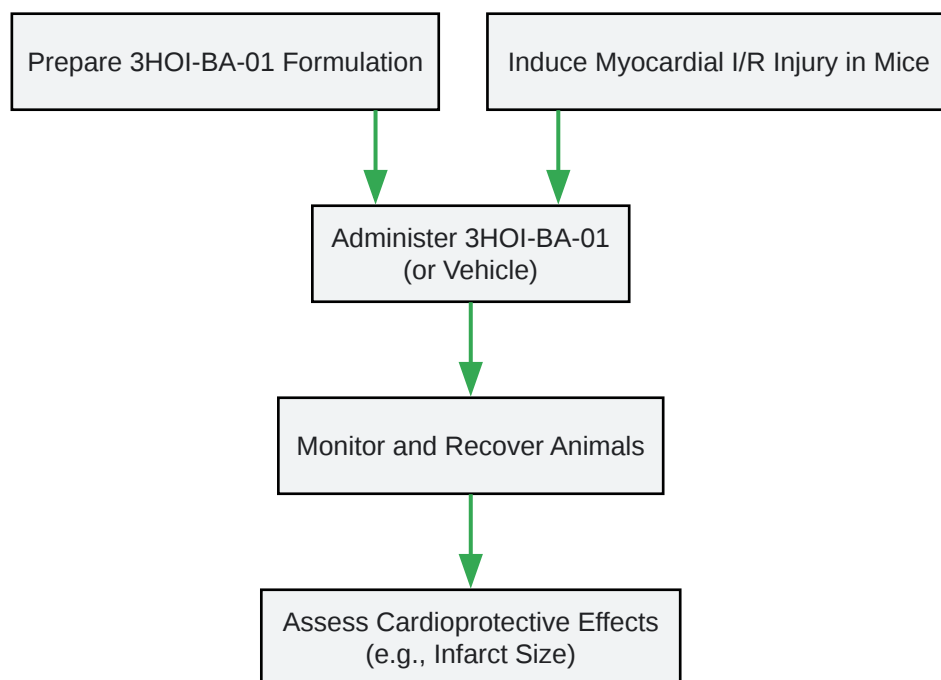 Prepare 3HOI-BA-01 Formulation
Induce Myocardial I/R Injury in Mice
Administer 3HOI-BA-01
(or Vehicle)
Monitor and Recover Animals
Assess Cardioprotective Effects
(e.g., Infarct Size)